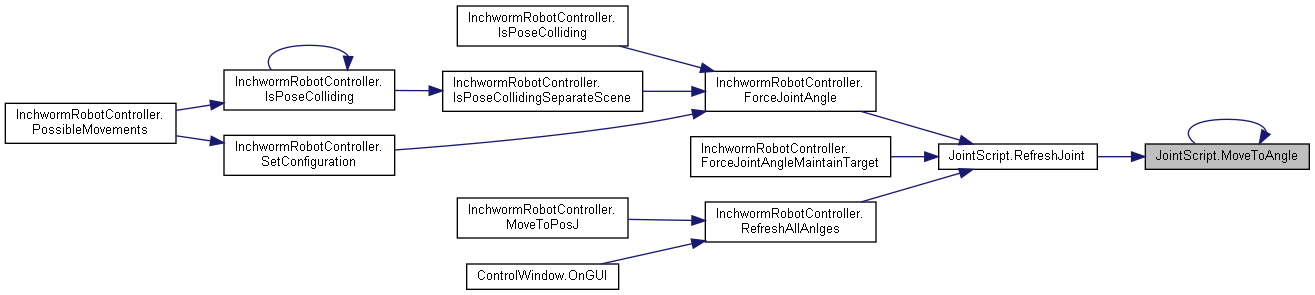 InchwormRobotController.
PossibleMovements
InchwormRobotController.
IsPoseColliding
InchwormRobotController.
SetConfiguration
InchwormRobotController.
IsPoseColliding
InchwormRobotController.
IsPoseCollidingSeparateScene
InchwormRobotController.
MoveToPosJ
ControlWindow.OnGUI
InchwormRobotController.
ForceJointAngle
InchwormRobotController.
ForceJointAngleMaintainTarget
InchwormRobotController.
RefreshAllAnlges
JointScript.RefreshJoint
JointScript.MoveToAngle